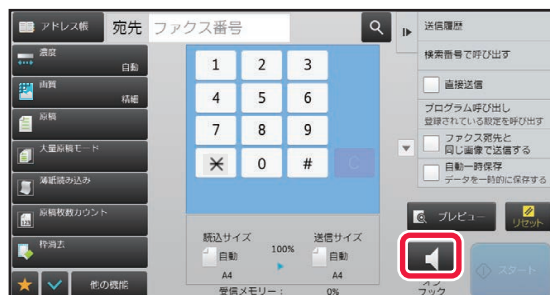 アドレス帳
宛先
ファクス番号
濃度
自動
画質
精細
原稿
大量原稿モード
薄紙読み込み
原稿枚数カウント
枠消去
他の機能
1 2 3
4 5 6
7 8 9
0 #
C
読込サイズ
送信サイズ
自動
100%
自動
A4
A4
受信メモリー:
0%
送信履歴
検索番号で呼び出す
直接送信
プログラム呼び出し
登録されている設定を呼び出す
ファクス宛先と
同じ画像で送信する
自動一時保存
データを一時的に保存する
プレビュー
リセット
オン
フック
スタート